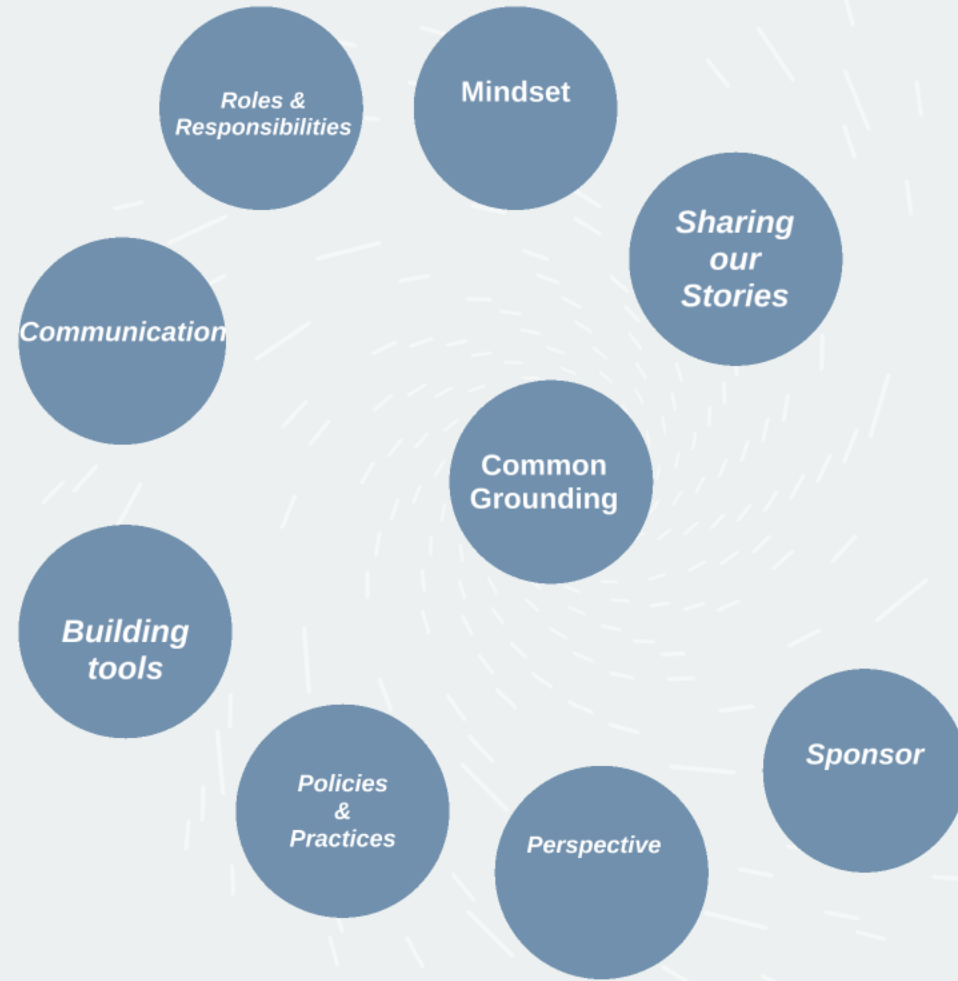 Roles &
Responsibilities
Mindset
Sharing
our
Stories
Communication
Common
Grounding
Building
tools
Policies
&
Practices
Perspective
Sponsor